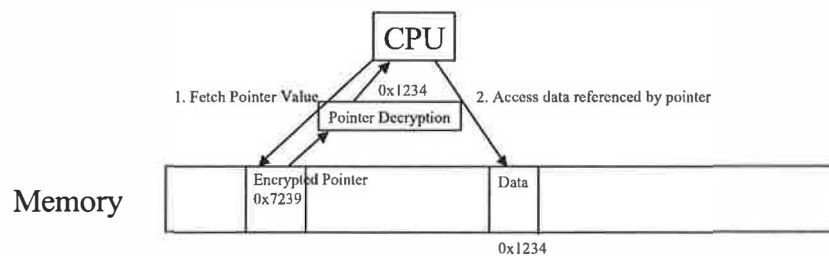 CPU
1. Fetch Pointer Value
0x1234
2. Access data referenced by pointer
Pointer Decryption
Encrypted Pointer
0x7239
Data
Memory
0x1234